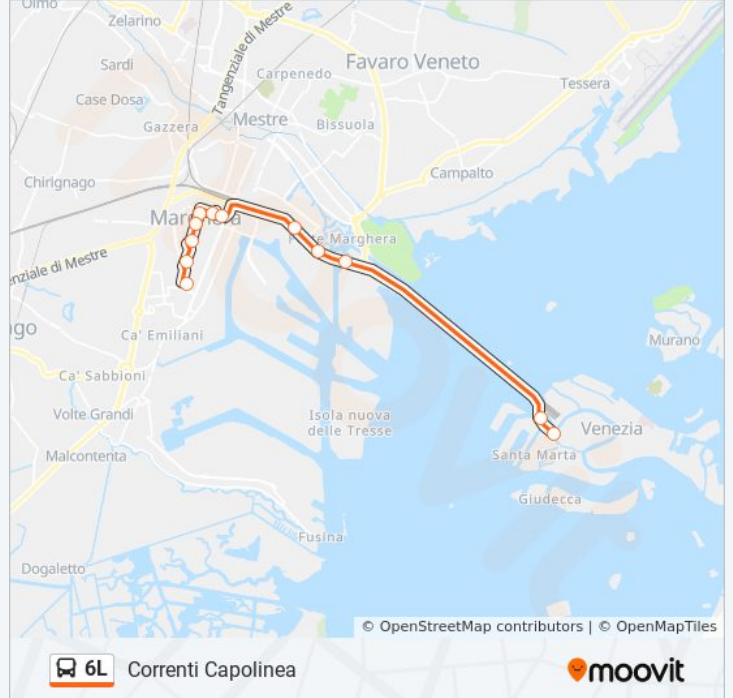 Olmo
Zelarino
Tangenziale di Mestre
Sardi
Favaro Veneto
Carpenedo
Tessera
Case Dosa
Mestre
Gazzera
Bissuola
Campalto
Chirignago
Marghera
Porte Marghera
nziale di Mestre
ago
Ca' Emiliani
Murano
Ca' Sabbioni
Volte Grandi
Isola nuova
delle Tresse
Venezia
Malcontenta
Santa Marta
Giudecca
Fusina
Dogaletto
© OpenStreetMap contributors | © OpenMapTiles
6L Correnti Capolinea
moovit